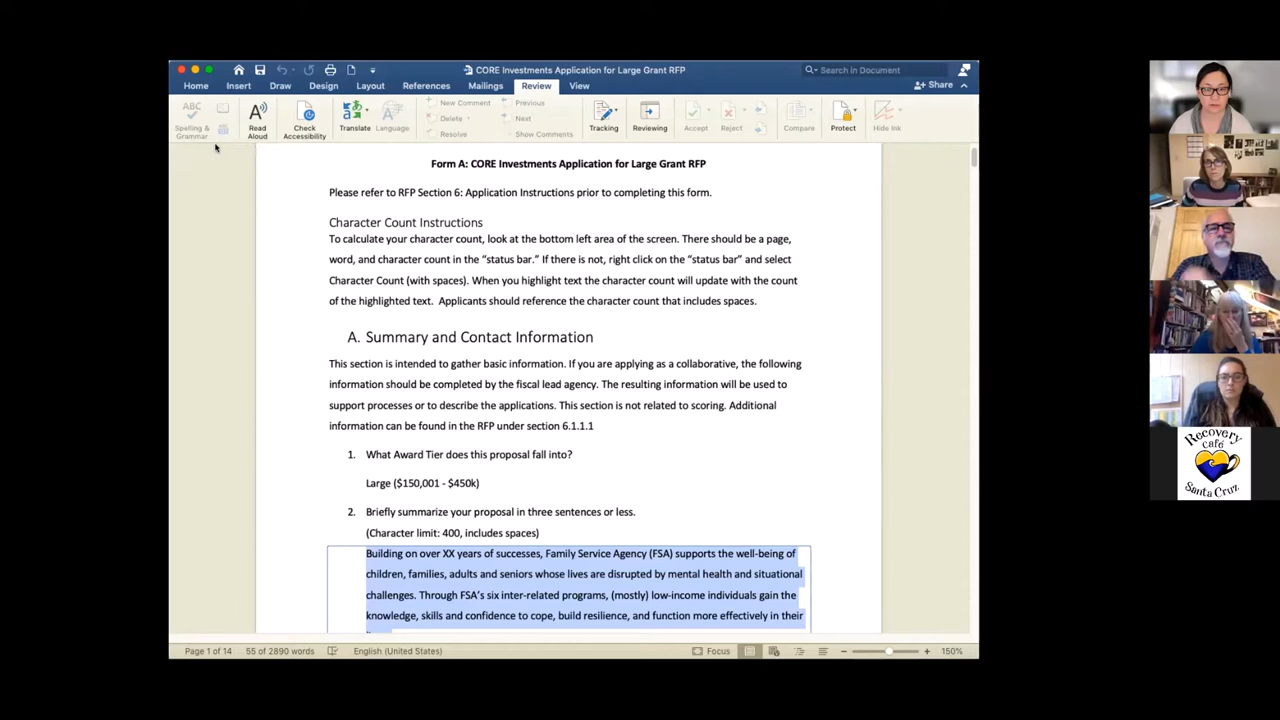 CORE Investments Application for Large Grant RFP
Search in Document
Home Insert Draw Design Layout References Mailings Review View
Share
ABC
Spelling & Grammar
Read Aloud
Check Accessibility
Translate
Language
New Comment
Delete
Resolve
Previous
Next
Show Comments
Tracking
Reviewing
Accept
Reject
Compare
Protect
Hide Ink
Form A: CORE Investments Application for Large Grant RFP
Please refer to RFP Section 6: Application Instructions prior to completing this form.
Character Count Instructions
To calculate your character count, look at the bottom left area of the screen. There should be a page,
word, and character count in the “status bar.” If there is not, right click on the “status bar” and select
Character Count (with spaces). When you highlight text the character count will update with the count
of the highlighted text. Applicants should reference the character count that includes spaces.
A. Summary and Contact Information
This section is intended to gather basic information. If you are applying as a collaborative, the following
information should be completed by the fiscal lead agency. The resulting information will be used to
support processes or to describe the applications. This section is not related to scoring. Additional
information can be found in the RFP under section 6.1.1.1
1. What Award Tier does this proposal fall into?
Large ($150,001 - $450k)
2. Briefly summarize your proposal in three sentences or less.
(Character limit: 400, includes spaces)
Building on over XX years of successes, Family Service Agency (FSA) supports the well-being of
children, families, adults and seniors whose lives are disrupted by mental health and situational
challenges. Through FSA’s six inter-related programs, (mostly) low-income individuals gain the
knowledge, skills and confidence to cope, build resilience, and function more effectively in their
Page 1 of 14
55 of 2890 words
English (United States)
Focus
150%
Recovery
Café
Santa Cruz